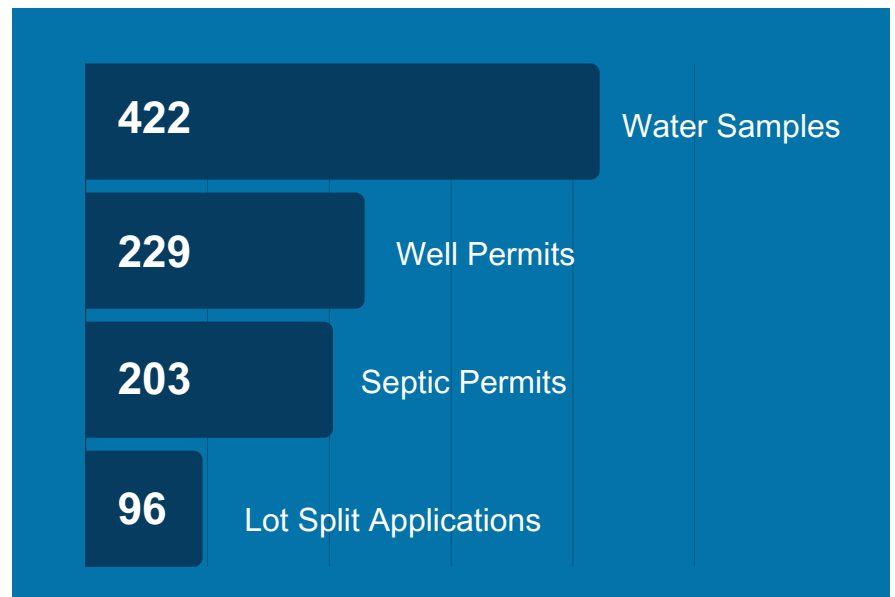 422
Water Samples
229
Well Permits
203
Septic Permits
96
Lot Split Applications